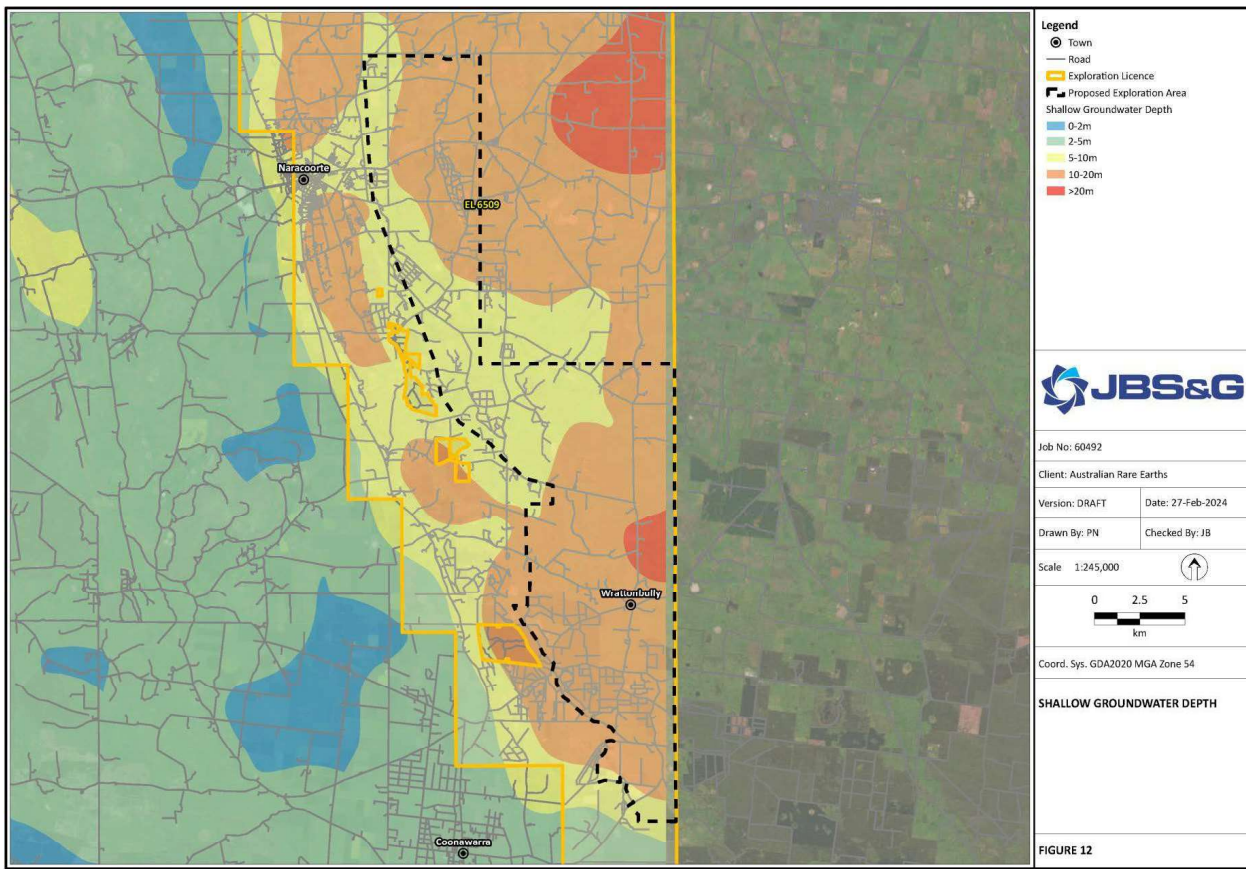 Naracoorte
EL 6509
Wrattonbully
Coonawarra
Legend
Town
Road
Exploration Licence
Proposed Exploration Area
Shallow Groundwater Depth
0-2m
2-5m
5-10m
10-20m
>20m
JBS&G
Job No: 60492
Client: Australian Rare Earths
Version: DRAFT
Date: 27-Feb-2024
Drawn By: PN
Checked By: JB
Scale 1:245,000
0 2.5 5
km
Coord. Sys. GDA2020 MGA Zone 54
SHALLOW GROUNDWATER DEPTH
FIGURE 12